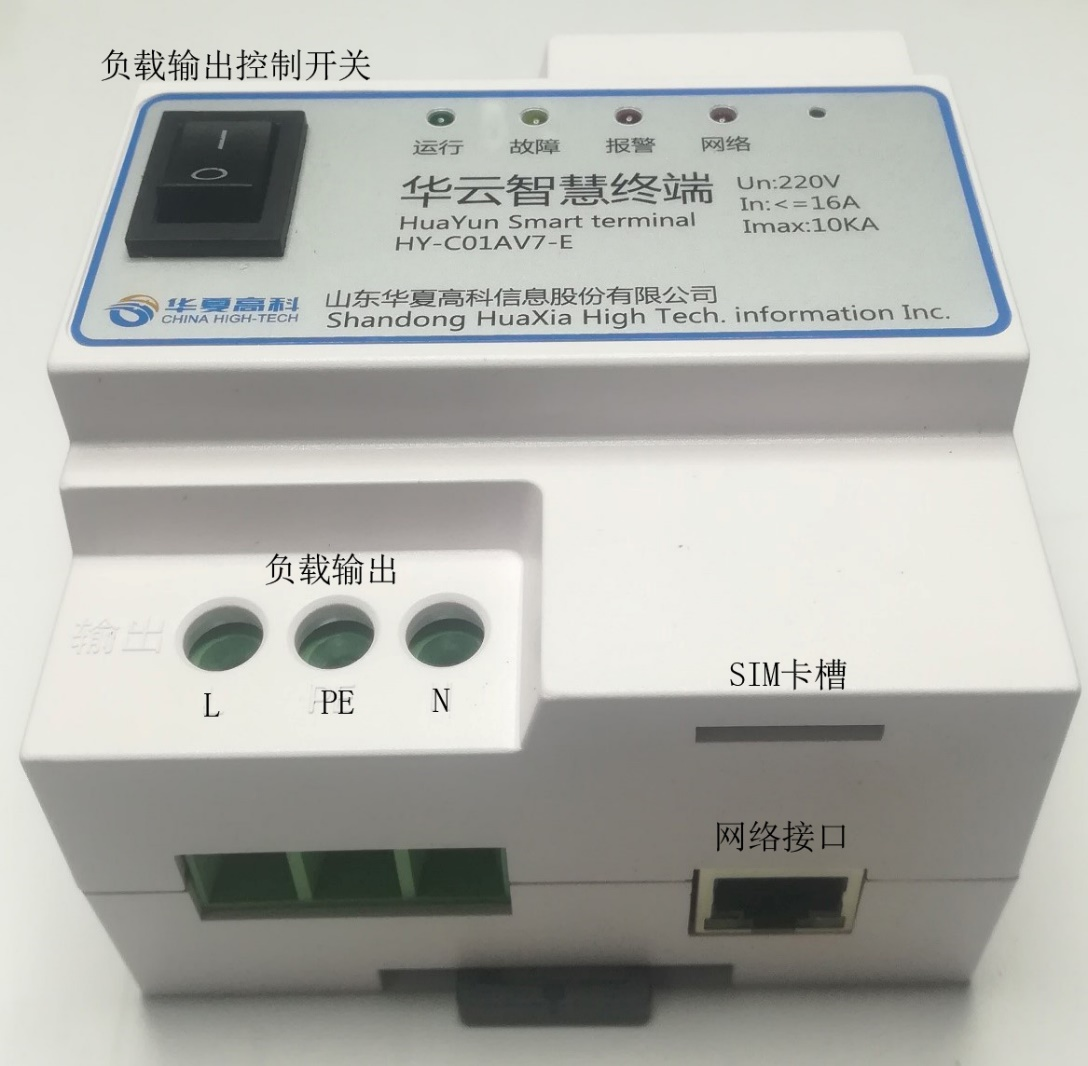 负载输出控制开关
运行 故障 报警 网络
华云智慧终端
HuaYun Smart terminal
HY-C01AV7-E
Un:220V
In:<=16A
Imax:10KA
华夏高科
CHINA HIGH-TECH
山东华夏高科信息股份有限公司
Shandong HuaXia High Tech. information Inc.
负载输出
输出
L PE N
SIM卡槽
网络接口